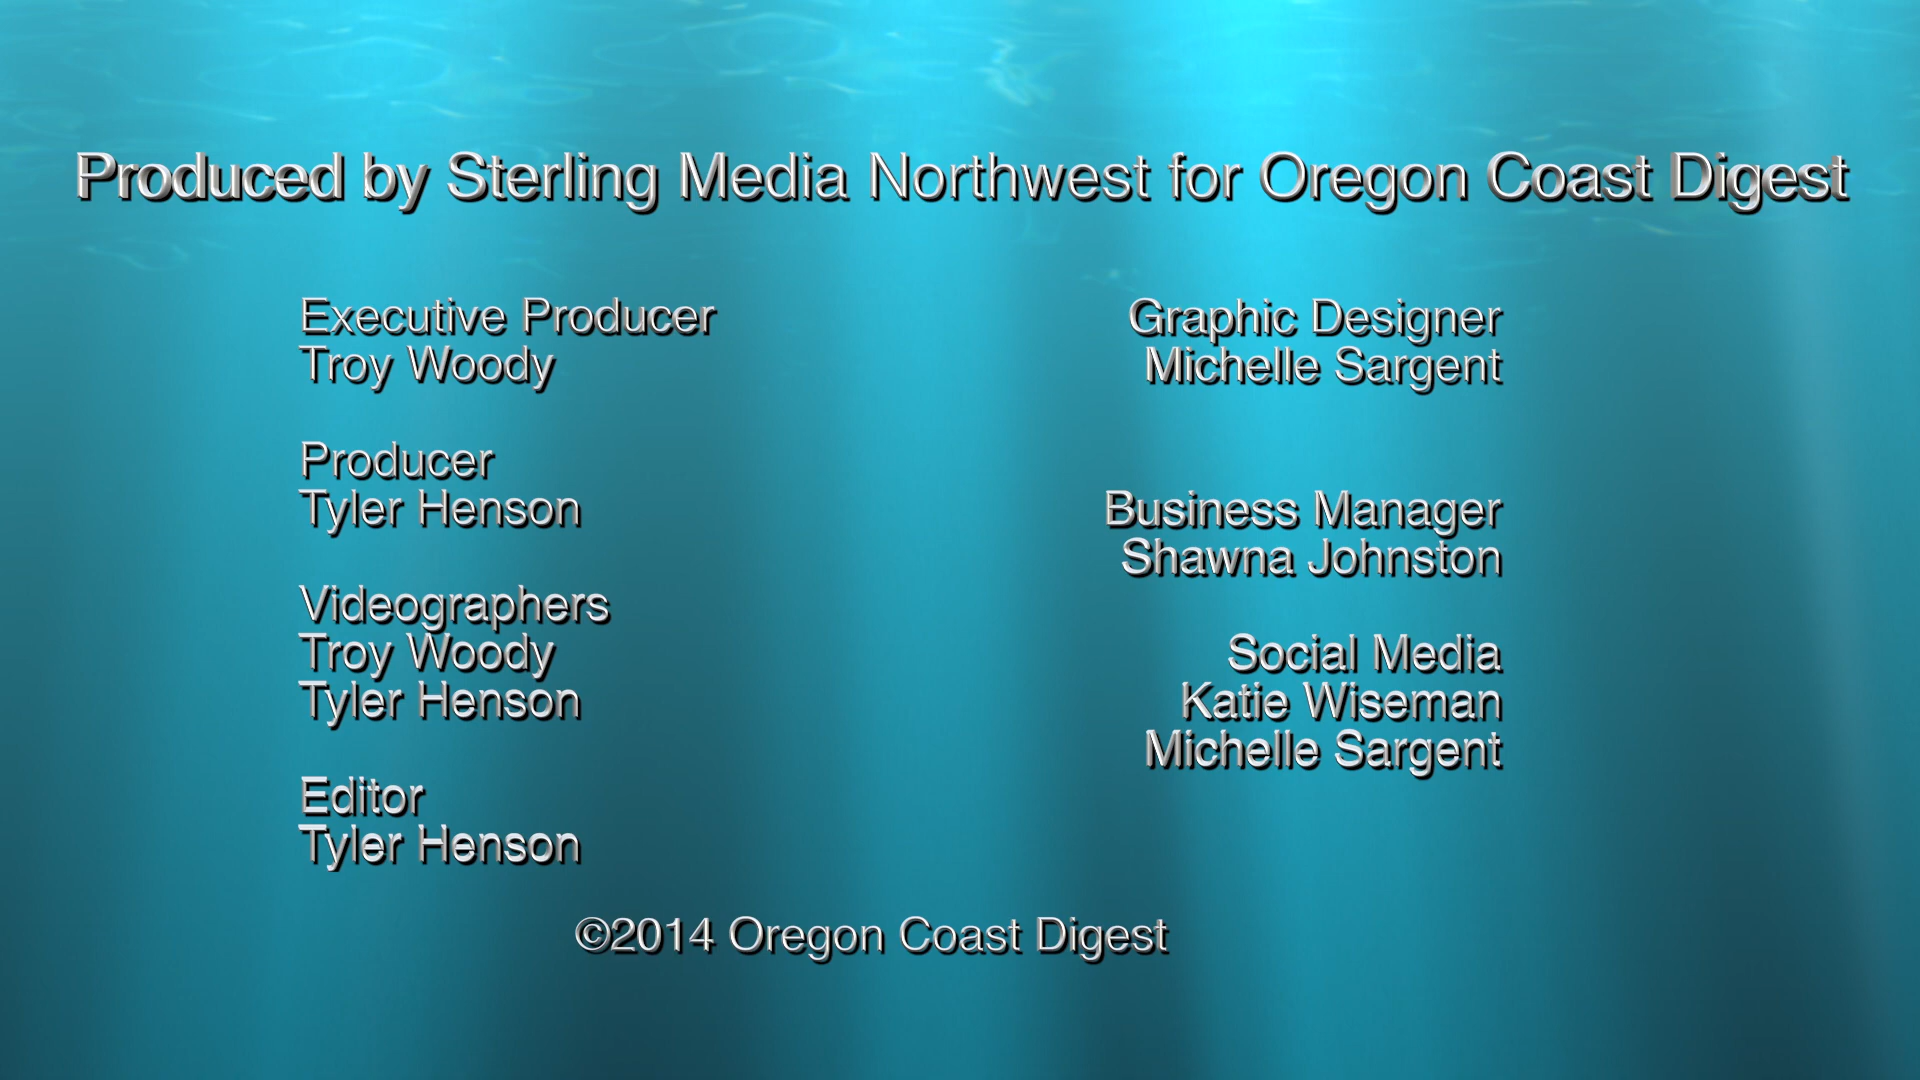 Produced by Sterling Media Northwest for Oregon Coast Digest
Executive Producer
Troy Woody
Producer
Tyler Henson
Videographers
Troy Woody
Tyler Henson
Editor
Tyler Henson
Graphic Designer
Michelle Sargent
Business Manager
Shawna Johnston
Social Media
Katie Wiseman
Michelle Sargent
©2014 Oregon Coast Digest